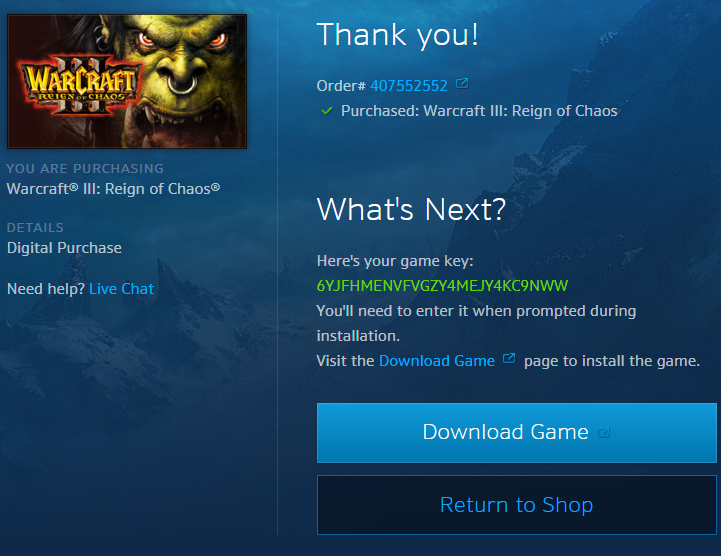 WARCRAFT
III
REIGN OF CHAOS
YOU ARE PURCHASING
Warcraft® III: Reign of Chaos®
DETAILS
Digital Purchase
Need help? Live Chat
Thank you!
Order# 407552552
Purchased: Warcraft III: Reign of Chaos
What's Next?
Here's your game key:
6YJFHMENVFVGZY4MEJY4KC9NWW
You'll need to enter it when prompted during
installation.
Visit the Download Game page to install the game.
Download Game
Return to Shop